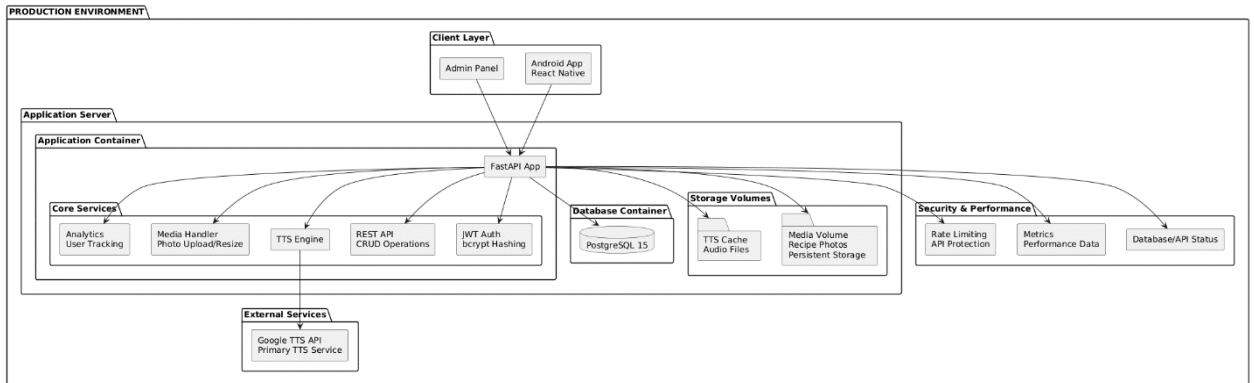 PRODUCTION ENVIRONMENT
Client Layer
Admin Panel
Android App
React Native
Application Server
Application Container
FastAPI App
Core Services
Analytics
User Tracking
Media Handler
Photo Upload/Resize
TTS Engine
REST API
CRUD Operations
JWT Auth
bcrypt Hashing
Database Container
PostgreSQL 15
Storage Volumes
TTS Cache
Audio Files
Media Volume
Recipe Photos
Persistent Storage
Security & Performance
Rate Limiting
API Protection
Metrics
Performance Data
Database/API Status
External Services
Google TTS API
Primary TTS Service